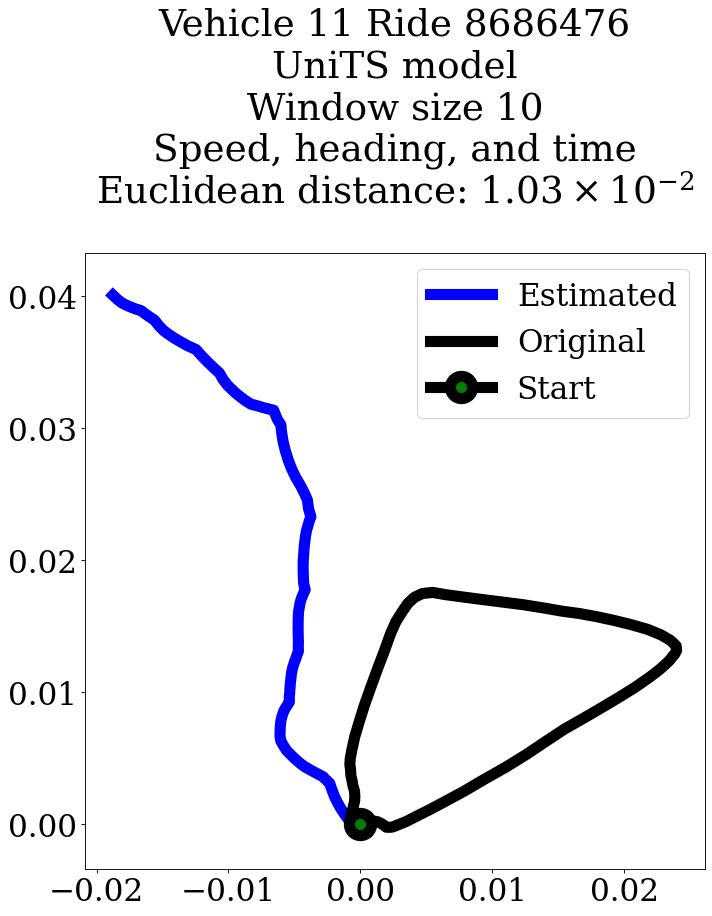 Vehicle 11 Ride 8686476
UniTS model
Window size 10
Speed, heading, and time
Euclidean distance: 1.03 × 10⁻²
Estimated
Original
Start
0.04
0.03
0.02
0.01
0.00
−0.02 −0.01 0.00 0.01 0.02